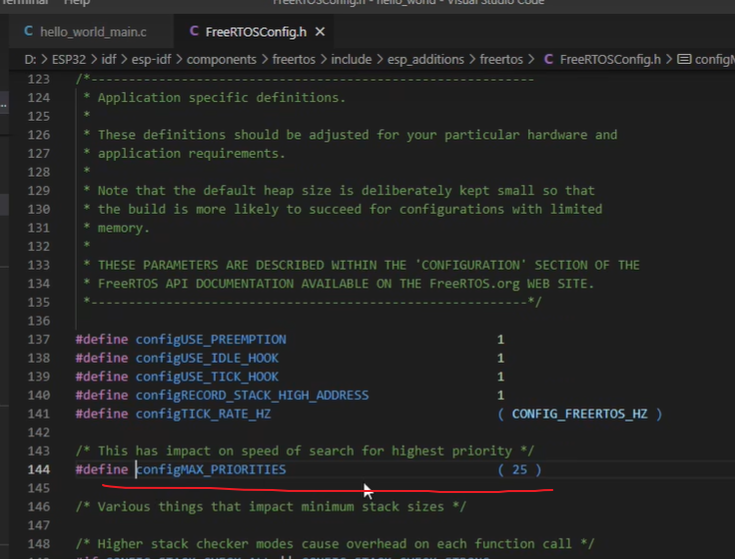 Terminal Help FreeRTOSConfig.h - hello_world - Visual Studio Code
C hello_world_main.c C FreeRTOSConfig.h ×
D: > ESP32 > idf > esp-idf > components > freertos > include > esp_additions > freertos > C FreeRTOSConfig.h > configM
123 /*----------------------------------------------------------
124 * Application specific definitions.
125 *
126 * These definitions should be adjusted for your particular hardware and
127 * application requirements.
128 *
129 * Note that the default heap size is deliberately kept small so that
130 * the build is more likely to succeed for configurations with limited
131 * memory.
132 *
133 * THESE PARAMETERS ARE DESCRIBED WITHIN THE 'CONFIGURATION' SECTION OF THE
134 * FreeRTOS API DOCUMENTATION AVAILABLE ON THE FreeRTOS.org WEB SITE.
135 *----------------------------------------------------------*/
136
137 #define configUSE_PREEMPTION 1
138 #define configUSE_IDLE_HOOK 1
139 #define configUSE_TICK_HOOK 1
140 #define configRECORD_STACK_HIGH_ADDRESS 1
141 #define configTICK_RATE_HZ ( CONFIG_FREERTOS_HZ )
142
143 /* This has impact on speed of search for highest priority */
144 #define configMAX_PRIORITIES ( 25 )
145
146 /* Various things that impact minimum stack sizes */
147
148 /* Higher stack checker modes cause overhead on each function call */